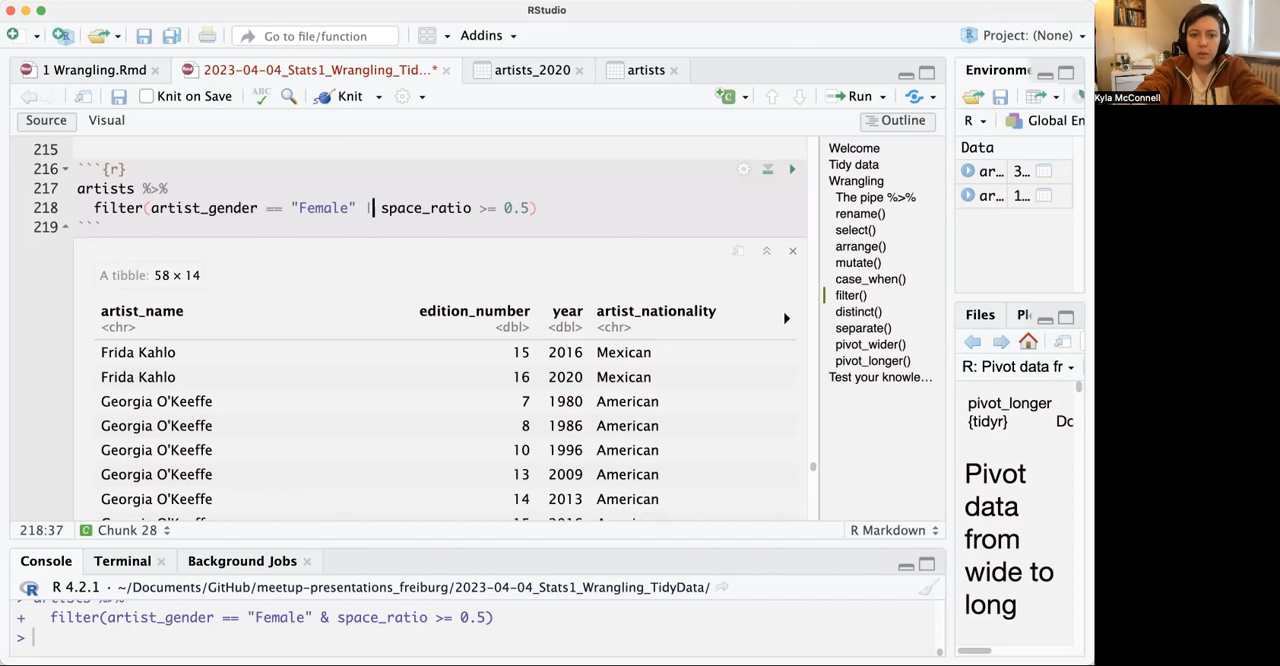 RStudio
Go to file/function
Addins
Project: (None)
1 Wrangling.Rmd
2023-04-04_Stats1_Wrangling_Tid...*
artists_2020
artists
Environme
Knit on Save
ABC
Knit
Run
Source
Visual
Outline
R
Global En
Data
ar...
3...
ar...
1...
215
216
```{r}
217
artists %>%
218
filter(artist_gender == "Female" | space_ratio >= 0.5)
219
```
A tibble: 58 × 14
artist_name
edition_number
year
artist_nationality
<chr>
<dbl>
<dbl>
<chr>
Frida Kahlo
15
2016
Mexican
Frida Kahlo
16
2020
Mexican
Georgia O'Keeffe
7
1980
American
Georgia O'Keeffe
8
1986
American
Georgia O'Keeffe
10
1996
American
Georgia O'Keeffe
13
2009
American
Georgia O'Keeffe
14
2013
American
Welcome
Tidy data
Wrangling
The pipe %>%
rename()
select()
arrange()
mutate()
case_when()
filter()
distinct()
separate()
pivot_wider()
pivot_longer()
Test your knowle...
Files
R: Pivot data fr
pivot_longer
{tidyr}
Pivot
data
from
wide to
long
218:37
Chunk 28
R Markdown
Console
Terminal
Background Jobs
R 4.2.1 · ~/Documents/GitHub/meetup-presentations_freiburg/2023-04-04_Stats1_Wrangling_TidyData/
+ filter(artist_gender == "Female" & space_ratio >= 0.5)
>
Kyla McConnell